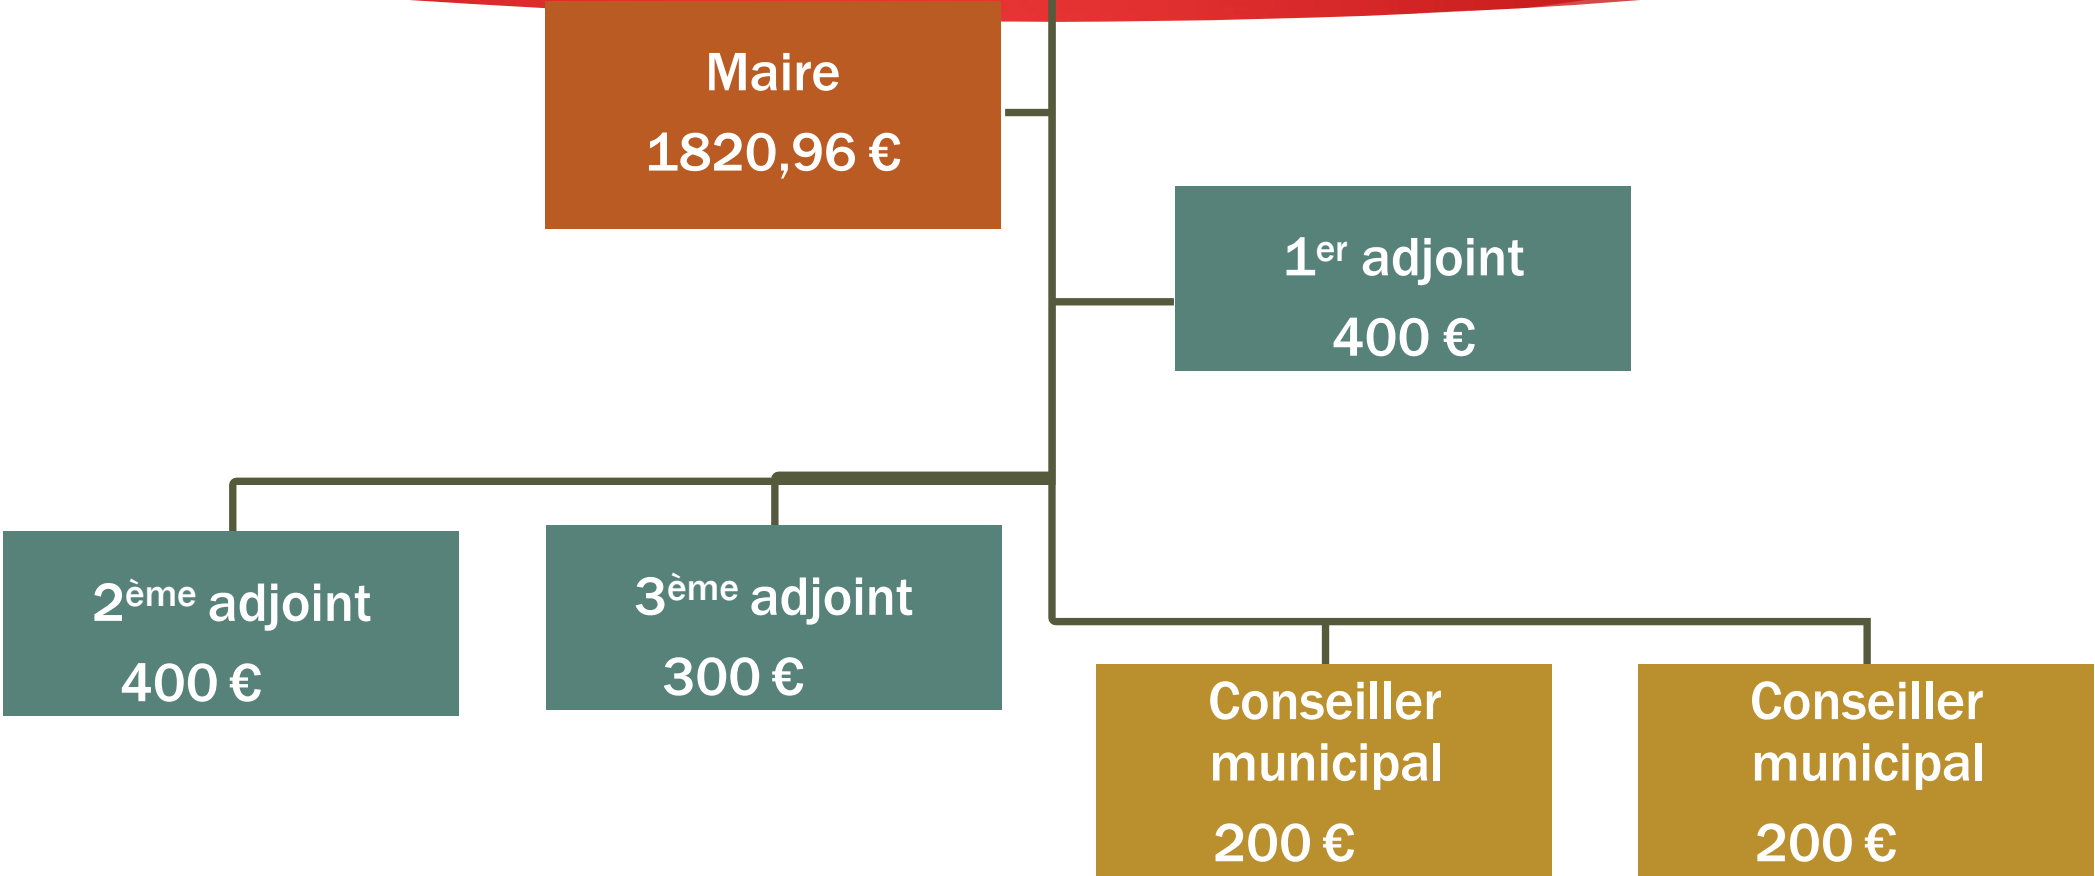 Maire
1820,96 €
1er adjoint
400 €
2ème adjoint
400 €
3ème adjoint
300 €
Conseiller
municipal
200 €
Conseiller
municipal
200 €